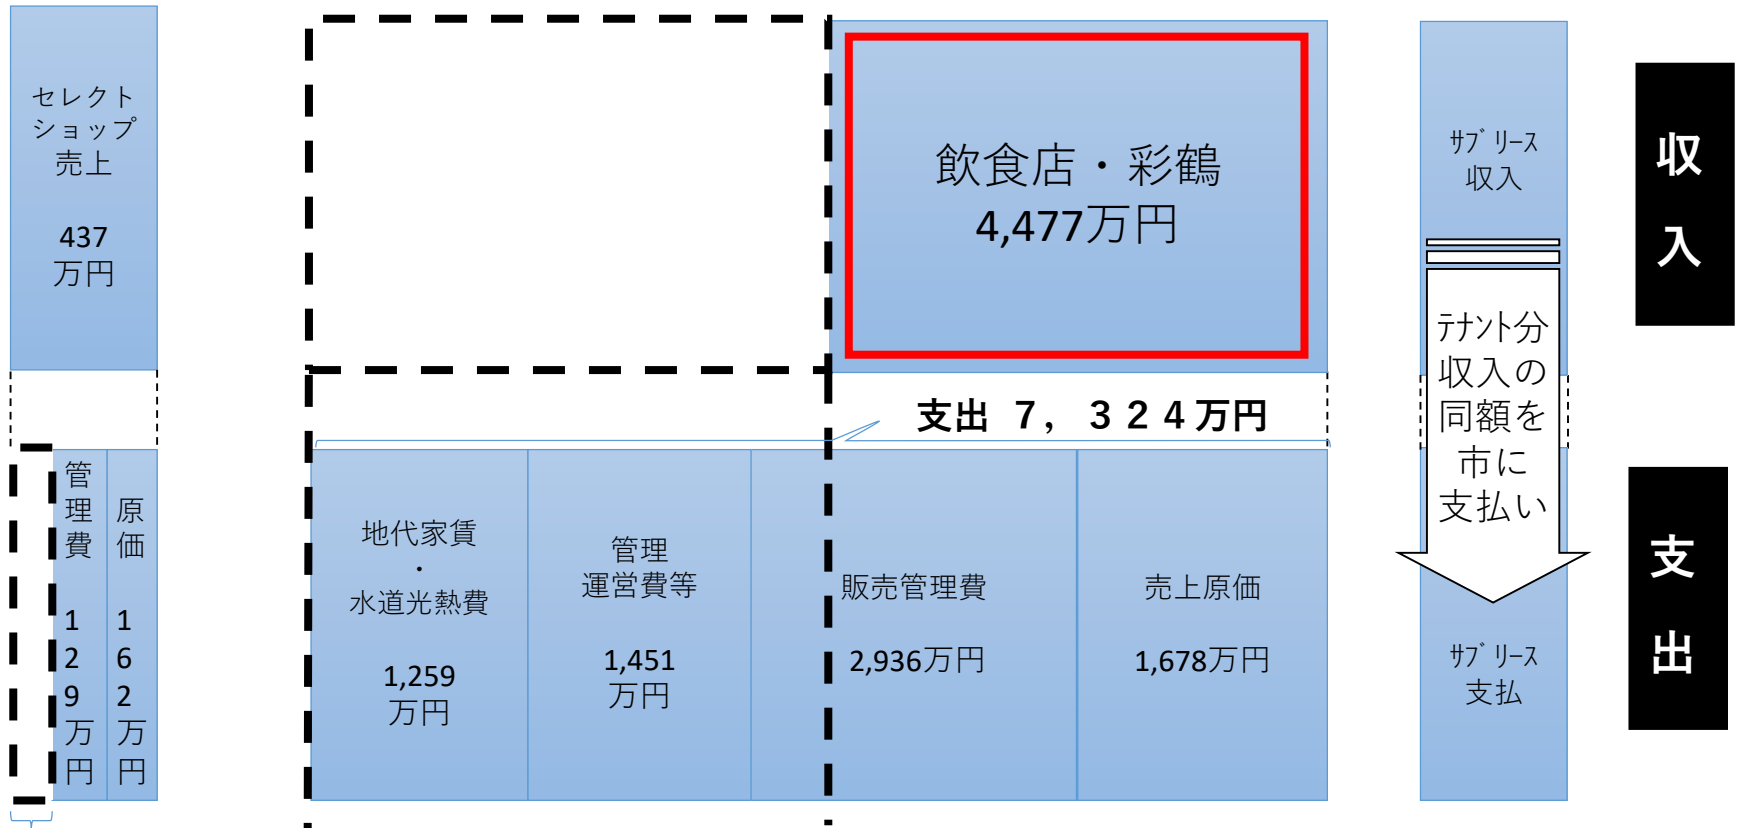 セレクト
ショップ
売上
437
万円
飲食店・彩鶴
4,477万円
ｻﾌﾞﾘｰｽ
収入
収
入
テナント分
収入の
同額を
市に
支払い
支出 ７，３２４万円
管理費 129万円
原価 162万円
地代家賃
・
水道光熱費
1,259
万円
管理
運営費等
1,451
万円
販売管理費
2,936万円
売上原価
1,678万円
ｻﾌﾞﾘｰｽ
支払
支
出